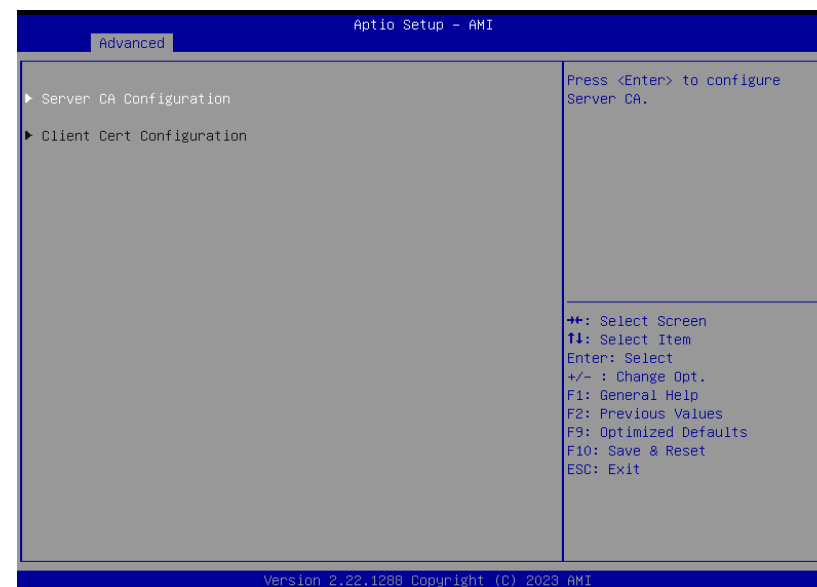 Aptio Setup – AMI
Advanced
▶ Server CA Configuration
▶ Client Cert Configuration
Press <Enter> to configure
Server CA.
→←: Select Screen
↑↓: Select Item
Enter: Select
+/- : Change Opt.
F1: General Help
F2: Previous Values
F9: Optimized Defaults
F10: Save & Reset
ESC: Exit
Version 2.22.1288 Copyright (C) 2023 AMI